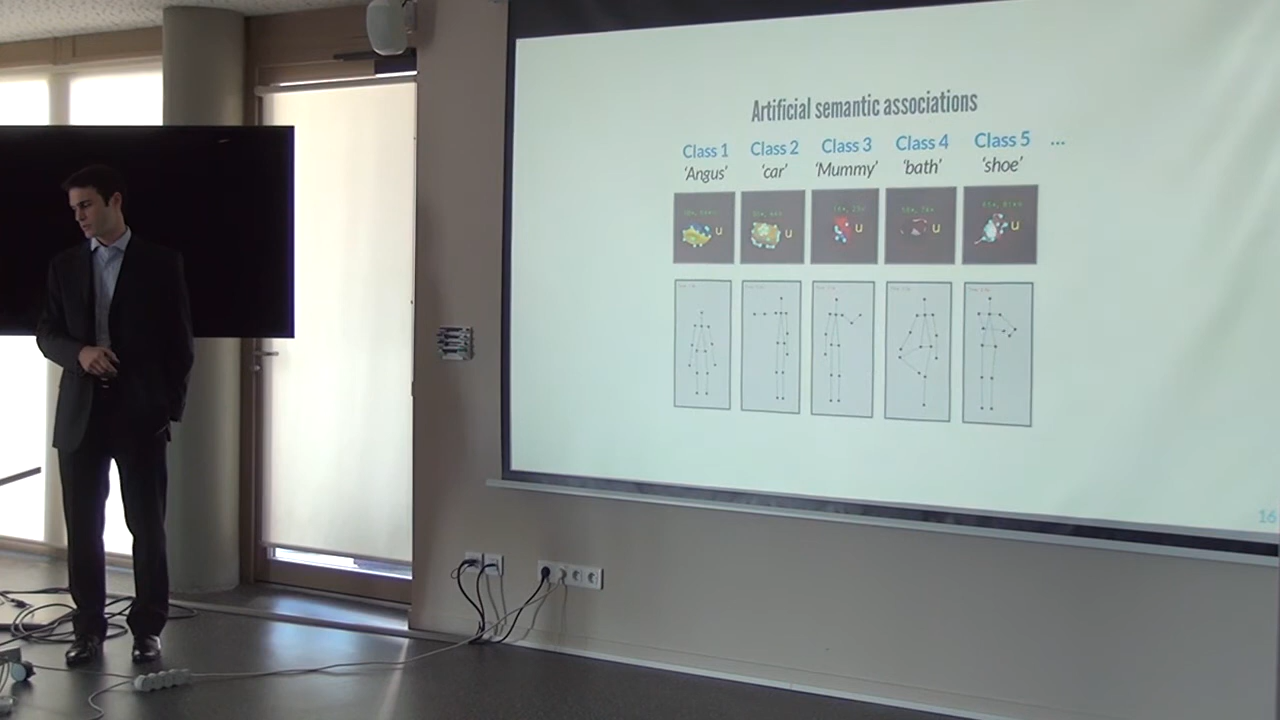 Artificial semantic associations
Class 1 Class 2 Class 3 Class 4 Class 5 ...
‘Angus’ ‘car’ ‘Mummy’ ‘bath’ ‘shoe’
u u u u u
16